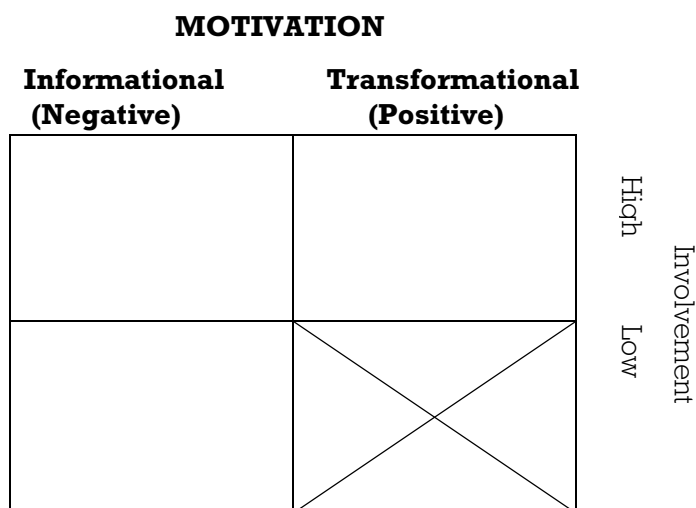 MOTIVATION
Informational
(Negative)
Transformational
(Positive)
High
Low
Involvement